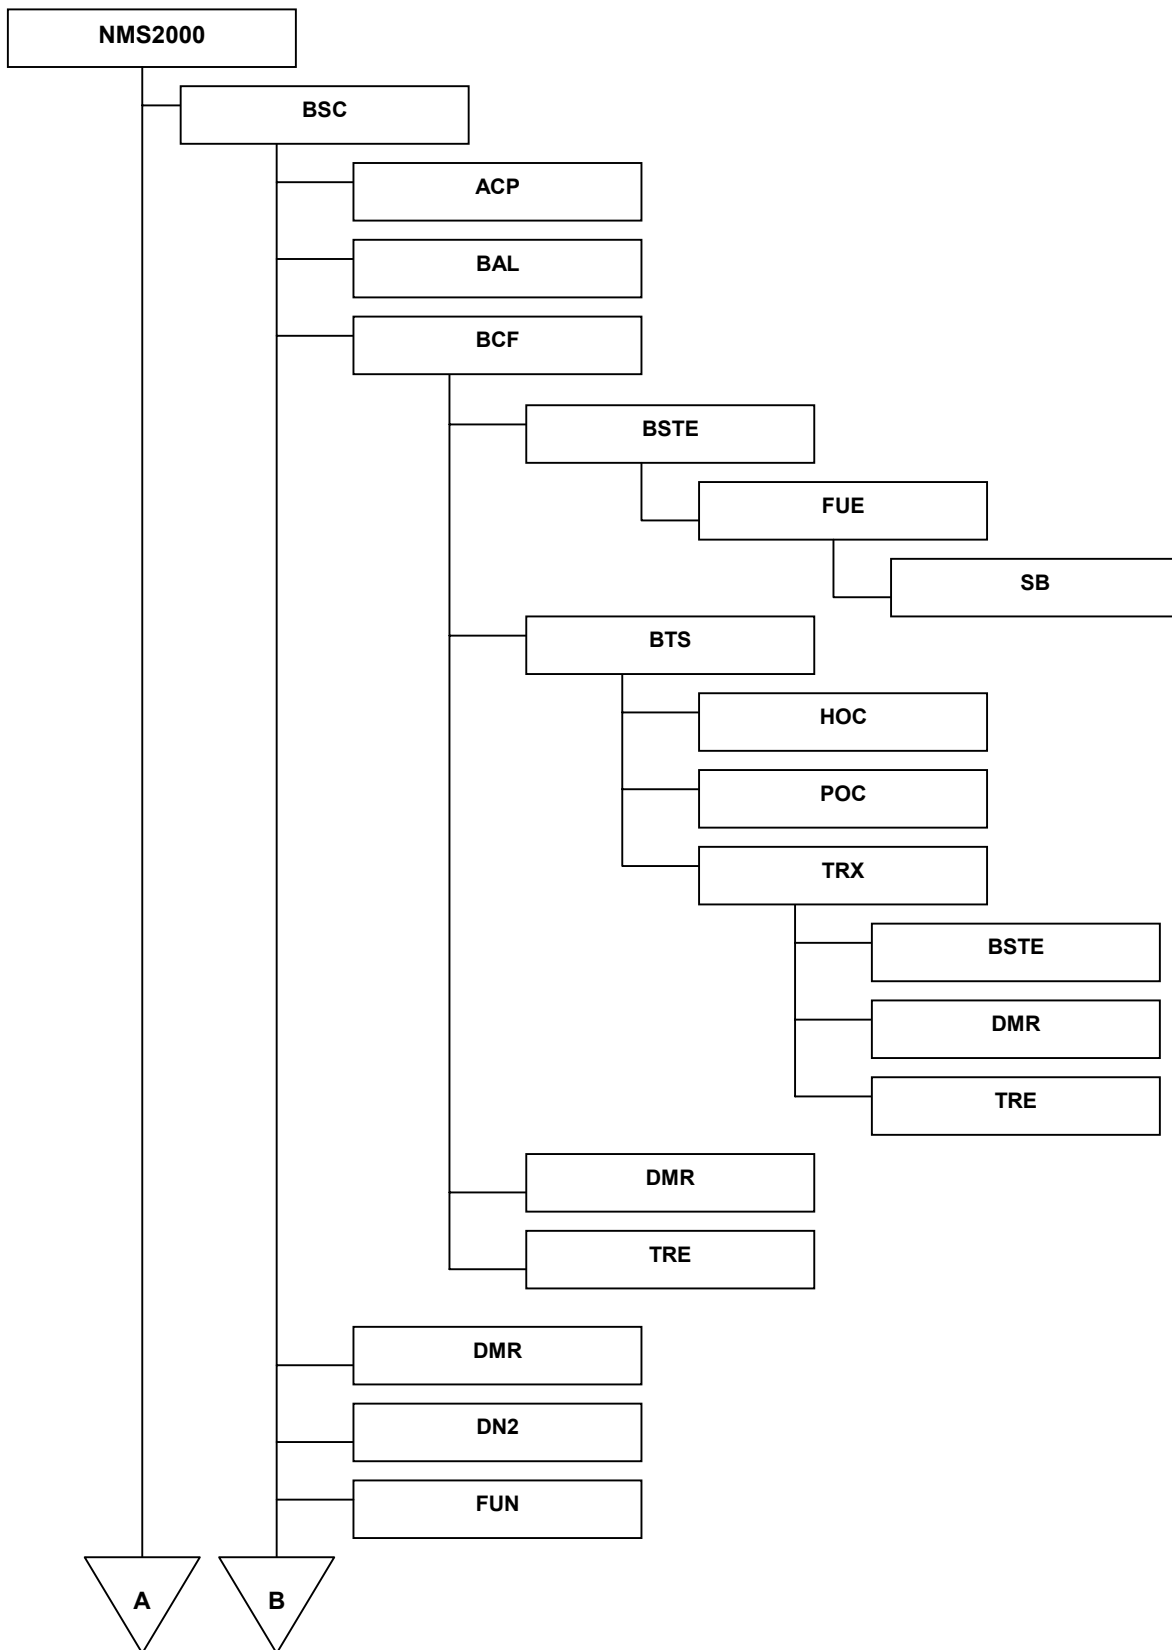 NMS2000
BSC
ACP
BAL
BCF
BSTE
FUE
SB
BTS
HOC
POC
TRX
BSTE
DMR
TRE
DMR
TRE
DMR
DN2
FUN
A
B